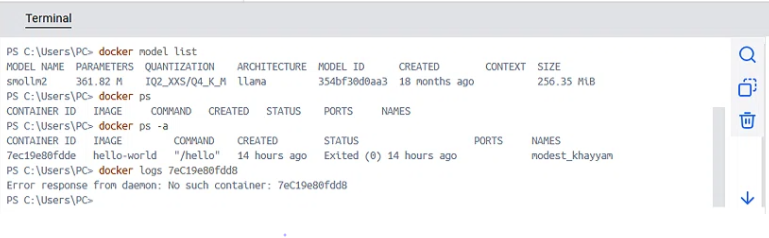 Terminal
PS C:\Users\PC> docker model list
MODEL NAME  PARAMETERS  QUANTIZATION    ARCHITECTURE  MODEL ID      CREATED        CONTEXT  SIZE
smollm2     361.82 M    IQ2_XXS/Q4_K_M  llama         354bf30d0aa3  18 months ago           256.35 MiB
PS C:\Users\PC> docker ps
CONTAINER ID   IMAGE     COMMAND   CREATED   STATUS    PORTS     NAMES
PS C:\Users\PC> docker ps -a
CONTAINER ID   IMAGE         COMMAND    CREATED        STATUS                    PORTS     NAMES
7ec19e80fdde   hello-world   "/hello"   14 hours ago   Exited (0) 14 hours ago             modest_khayyam
PS C:\Users\PC> docker logs 7eC19e80fdd8
Error response from daemon: No such container: 7eC19e80fdd8
PS C:\Users\PC>